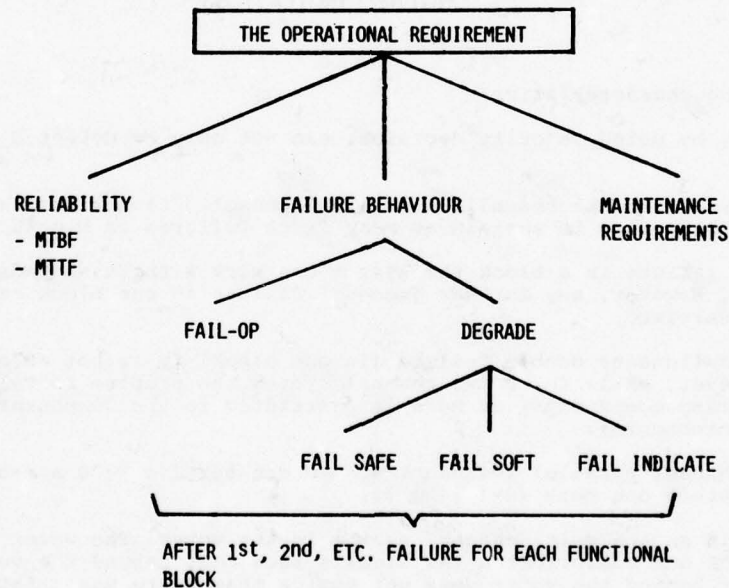 THE OPERATIONAL REQUIREMENT
RELIABILITY
- MTBF
- MTTF
FAILURE BEHAVIOUR
MAINTENANCE
REQUIREMENTS
FAIL-OP
DEGRADE
FAIL SAFE
FAIL SOFT
FAIL INDICATE
AFTER 1st, 2nd, ETC. FAILURE FOR EACH FUNCTIONAL
BLOCK